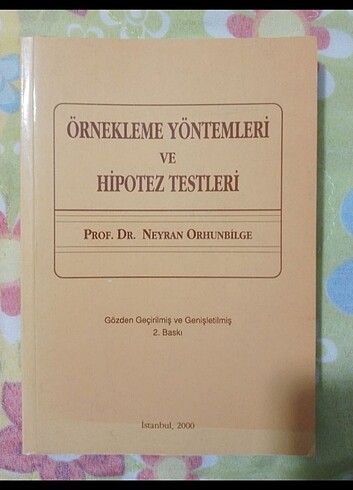 ÖRNEKLEME YÖNTEMLERİ
VE
HİPOTEZ TESTLERİ
PROF. DR. NEYRAN ORHUNBİLGE
Gözden Geçirilmiş ve Genişletilmiş
2. Baskı
İstanbul, 2000